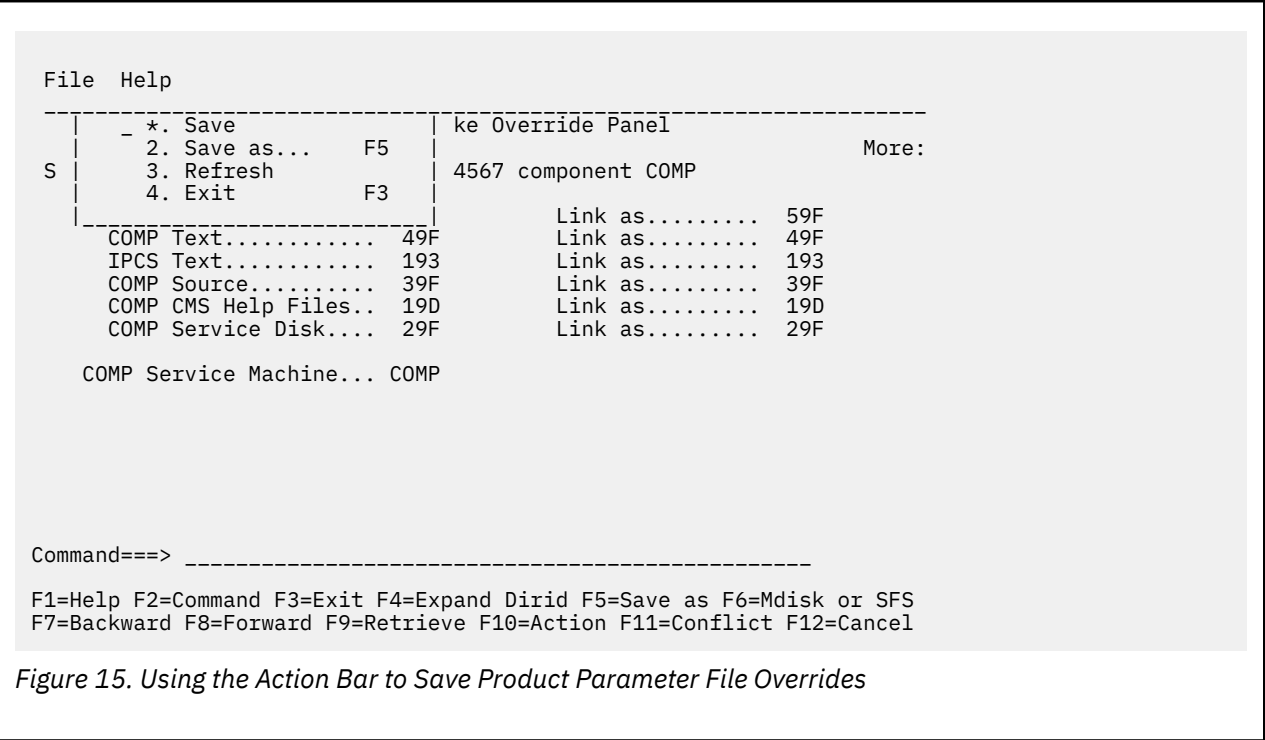 File  Help
_____________________________________________________________________
|   _ *. Save               | ke Override Panel
|     2. Save as...    F5   |                                 More:
S |     3. Refresh            | 4567 component COMP
|     4. Exit          F3   |
|___________________________|         Link as......... 59F
COMP Text............ 49F         Link as......... 49F
IPCS Text............ 193         Link as......... 193
COMP Source.......... 39F         Link as......... 39F
COMP CMS Help Files.. 19D         Link as......... 19D
COMP Service Disk.... 29F         Link as......... 29F
COMP Service Machine... COMP
Command===> _________________________________________________
F1=Help F2=Command F3=Exit F4=Expand Dirid F5=Save as F6=Mdisk or SFS
F7=Backward F8=Forward F9=Retrieve F10=Action F11=Conflict F12=Cancel
Figure 15. Using the Action Bar to Save Product Parameter File Overrides